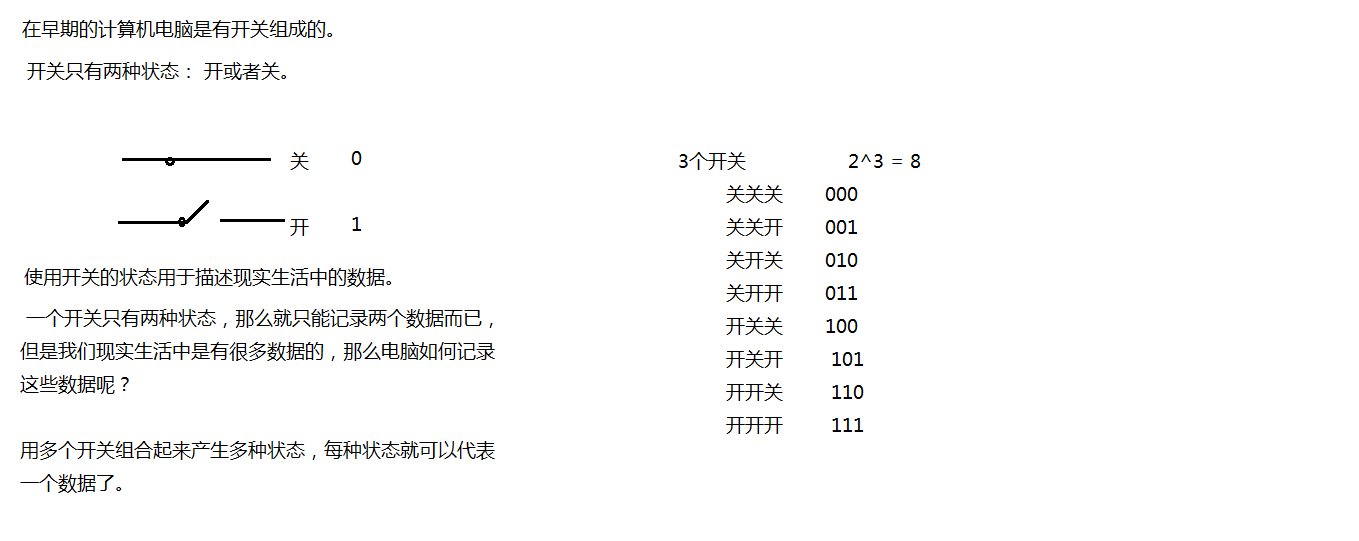 在早期的计算机电脑是有开关组成的。
开关只有两种状态： 开或者关。
关 0
开 1
使用开关的状态用于描述现实生活中的数据。
一个开关只有两种状态，那么就只能记录两个数据而已，
但是我们现实生活中是有很多数据的，那么电脑如何记录
这些数据呢？
用多个开关组合起来产生多种状态，每种状态就可以代表
一个数据了。
3个开关 2^3 = 8
关关关 000
关关开 001
关开关 010
关开开 011
开关关 100
开关开 101
开开关 110
开开开 111